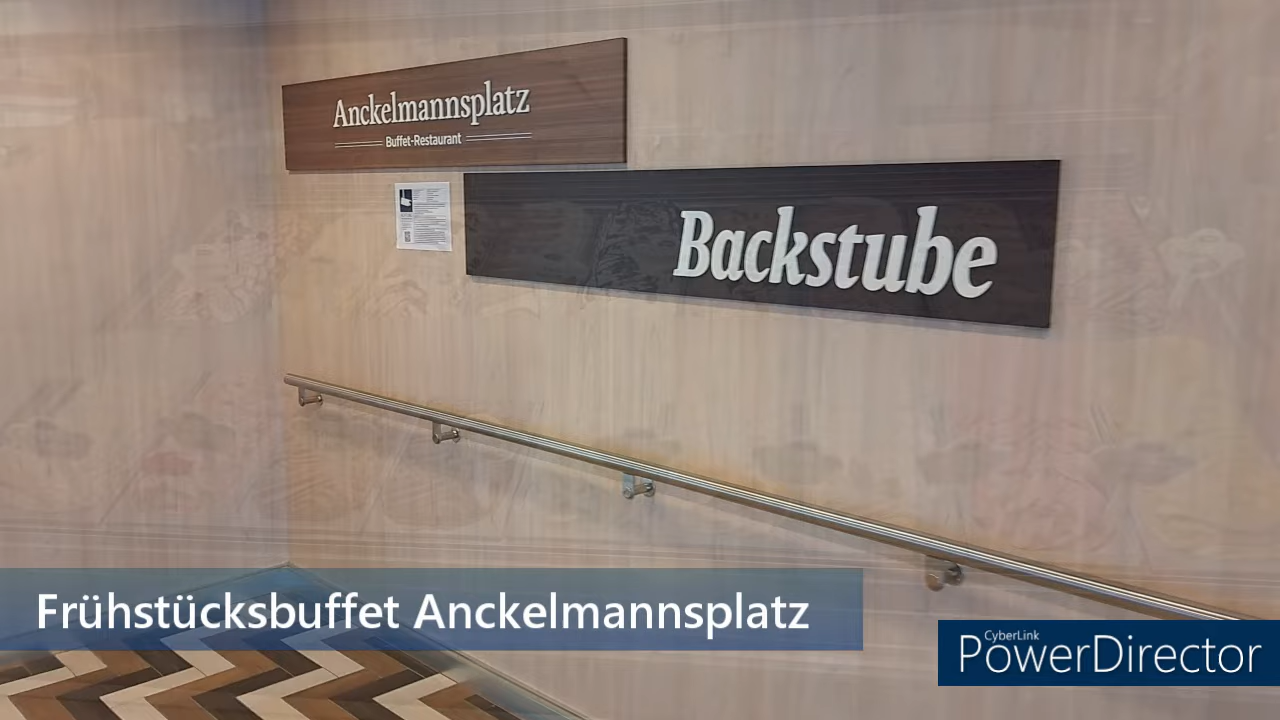 Anckelmannsplatz
Buffet-Restaurant
Backstube
Frühstücksbuffet Anckelmannsplatz
CyberLink
PowerDirector